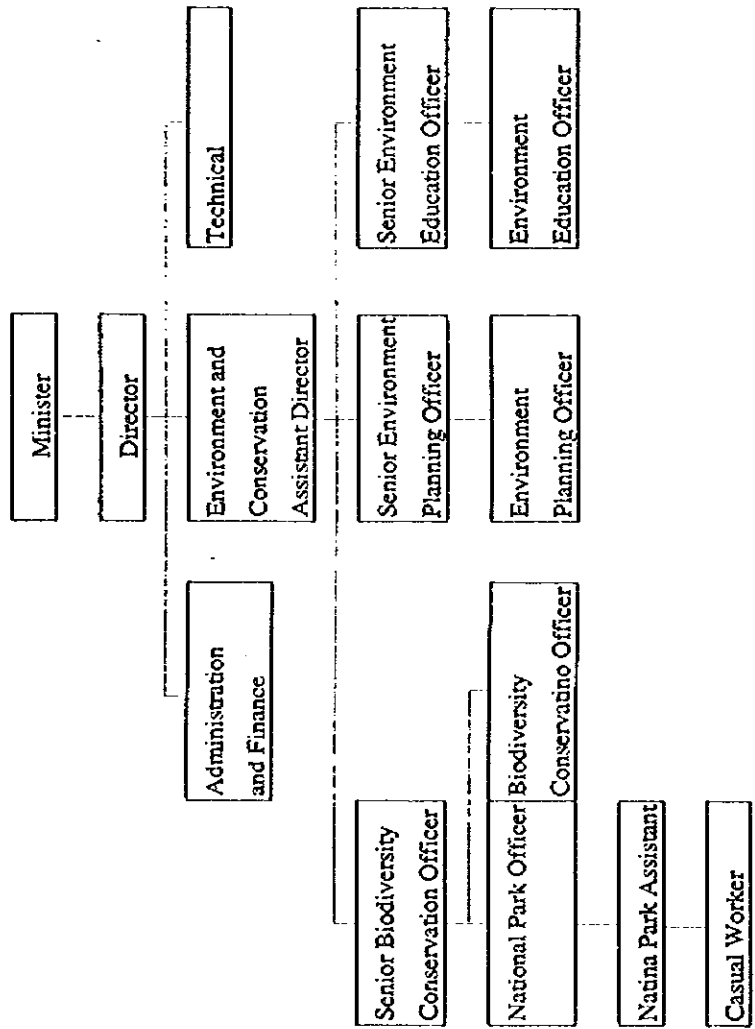 Minister
Director
Administration
and Finance
Environment and
Conservation
Assistant Director
Technical
Senior Biodiversity
Conservation Officer
Senior Environment
Planning Officer
Senior Environment
Education Officer
National Park Officer
Biodiversity
Conservatino Officer
Environment
Planning Officer
Environment
Education Officer
Natina Park Assistant
Casual Worker